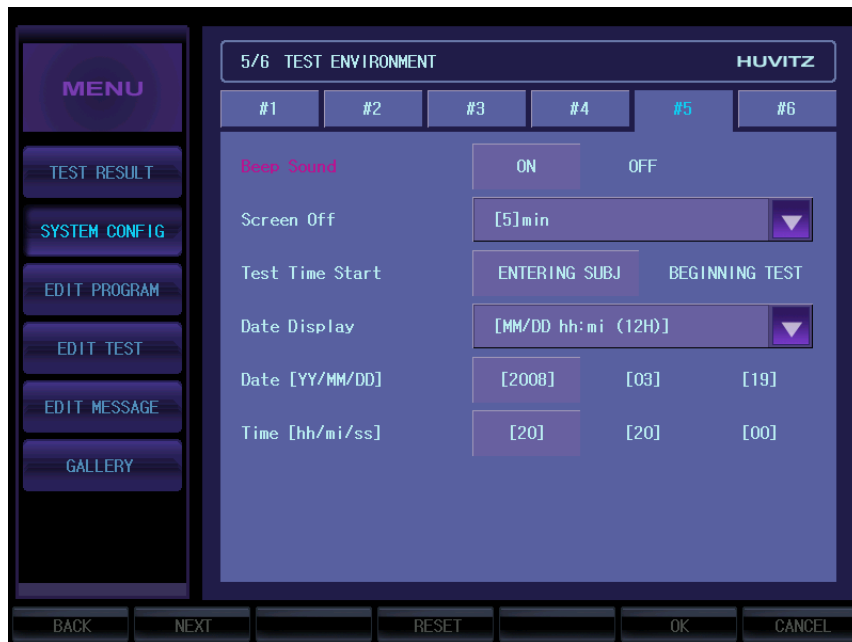 MENU
TEST RESULT
SYSTEM CONFIG
EDIT PROGRAM
EDIT TEST
EDIT MESSAGE
GALLERY
5/6 TEST ENVIRONMENT HUVITZ
#1 #2 #3 #4 #5 #6
Beep Sound ON OFF
Screen Off [5]min
Test Time Start ENTERING SUBJ BEGINNING TEST
Date Display [MM/DD hh:mi (12H)]
Date [YY/MM/DD] [2008] [03] [19]
Time [hh/mi/ss] [20] [20] [00]
BACK NEXT RESET OK CANCEL